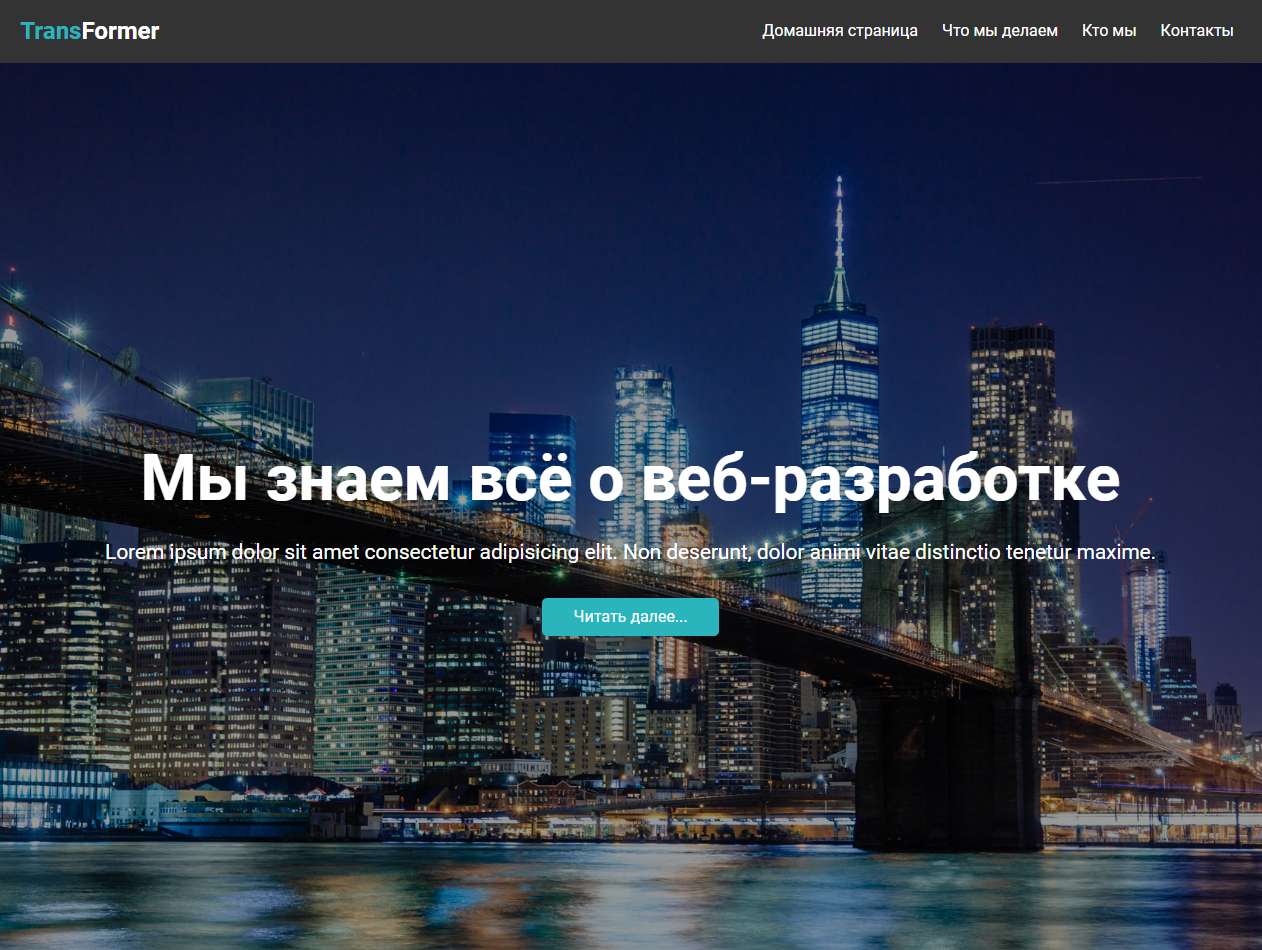 TransFormer
Домашняя страница Что мы делаем Кто мы Контакты
Мы знаем всё о веб-разработке
Lorem ipsum dolor sit amet consectetur adipisicing elit. Non deserunt, dolor animi vitae distinctio tenetur maxime.
Читать далее...